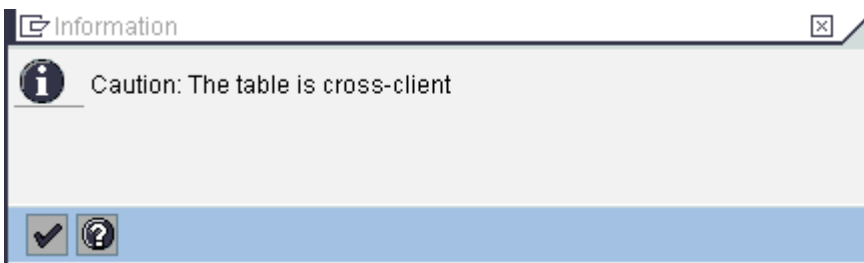 Information
Caution: The table is cross-client